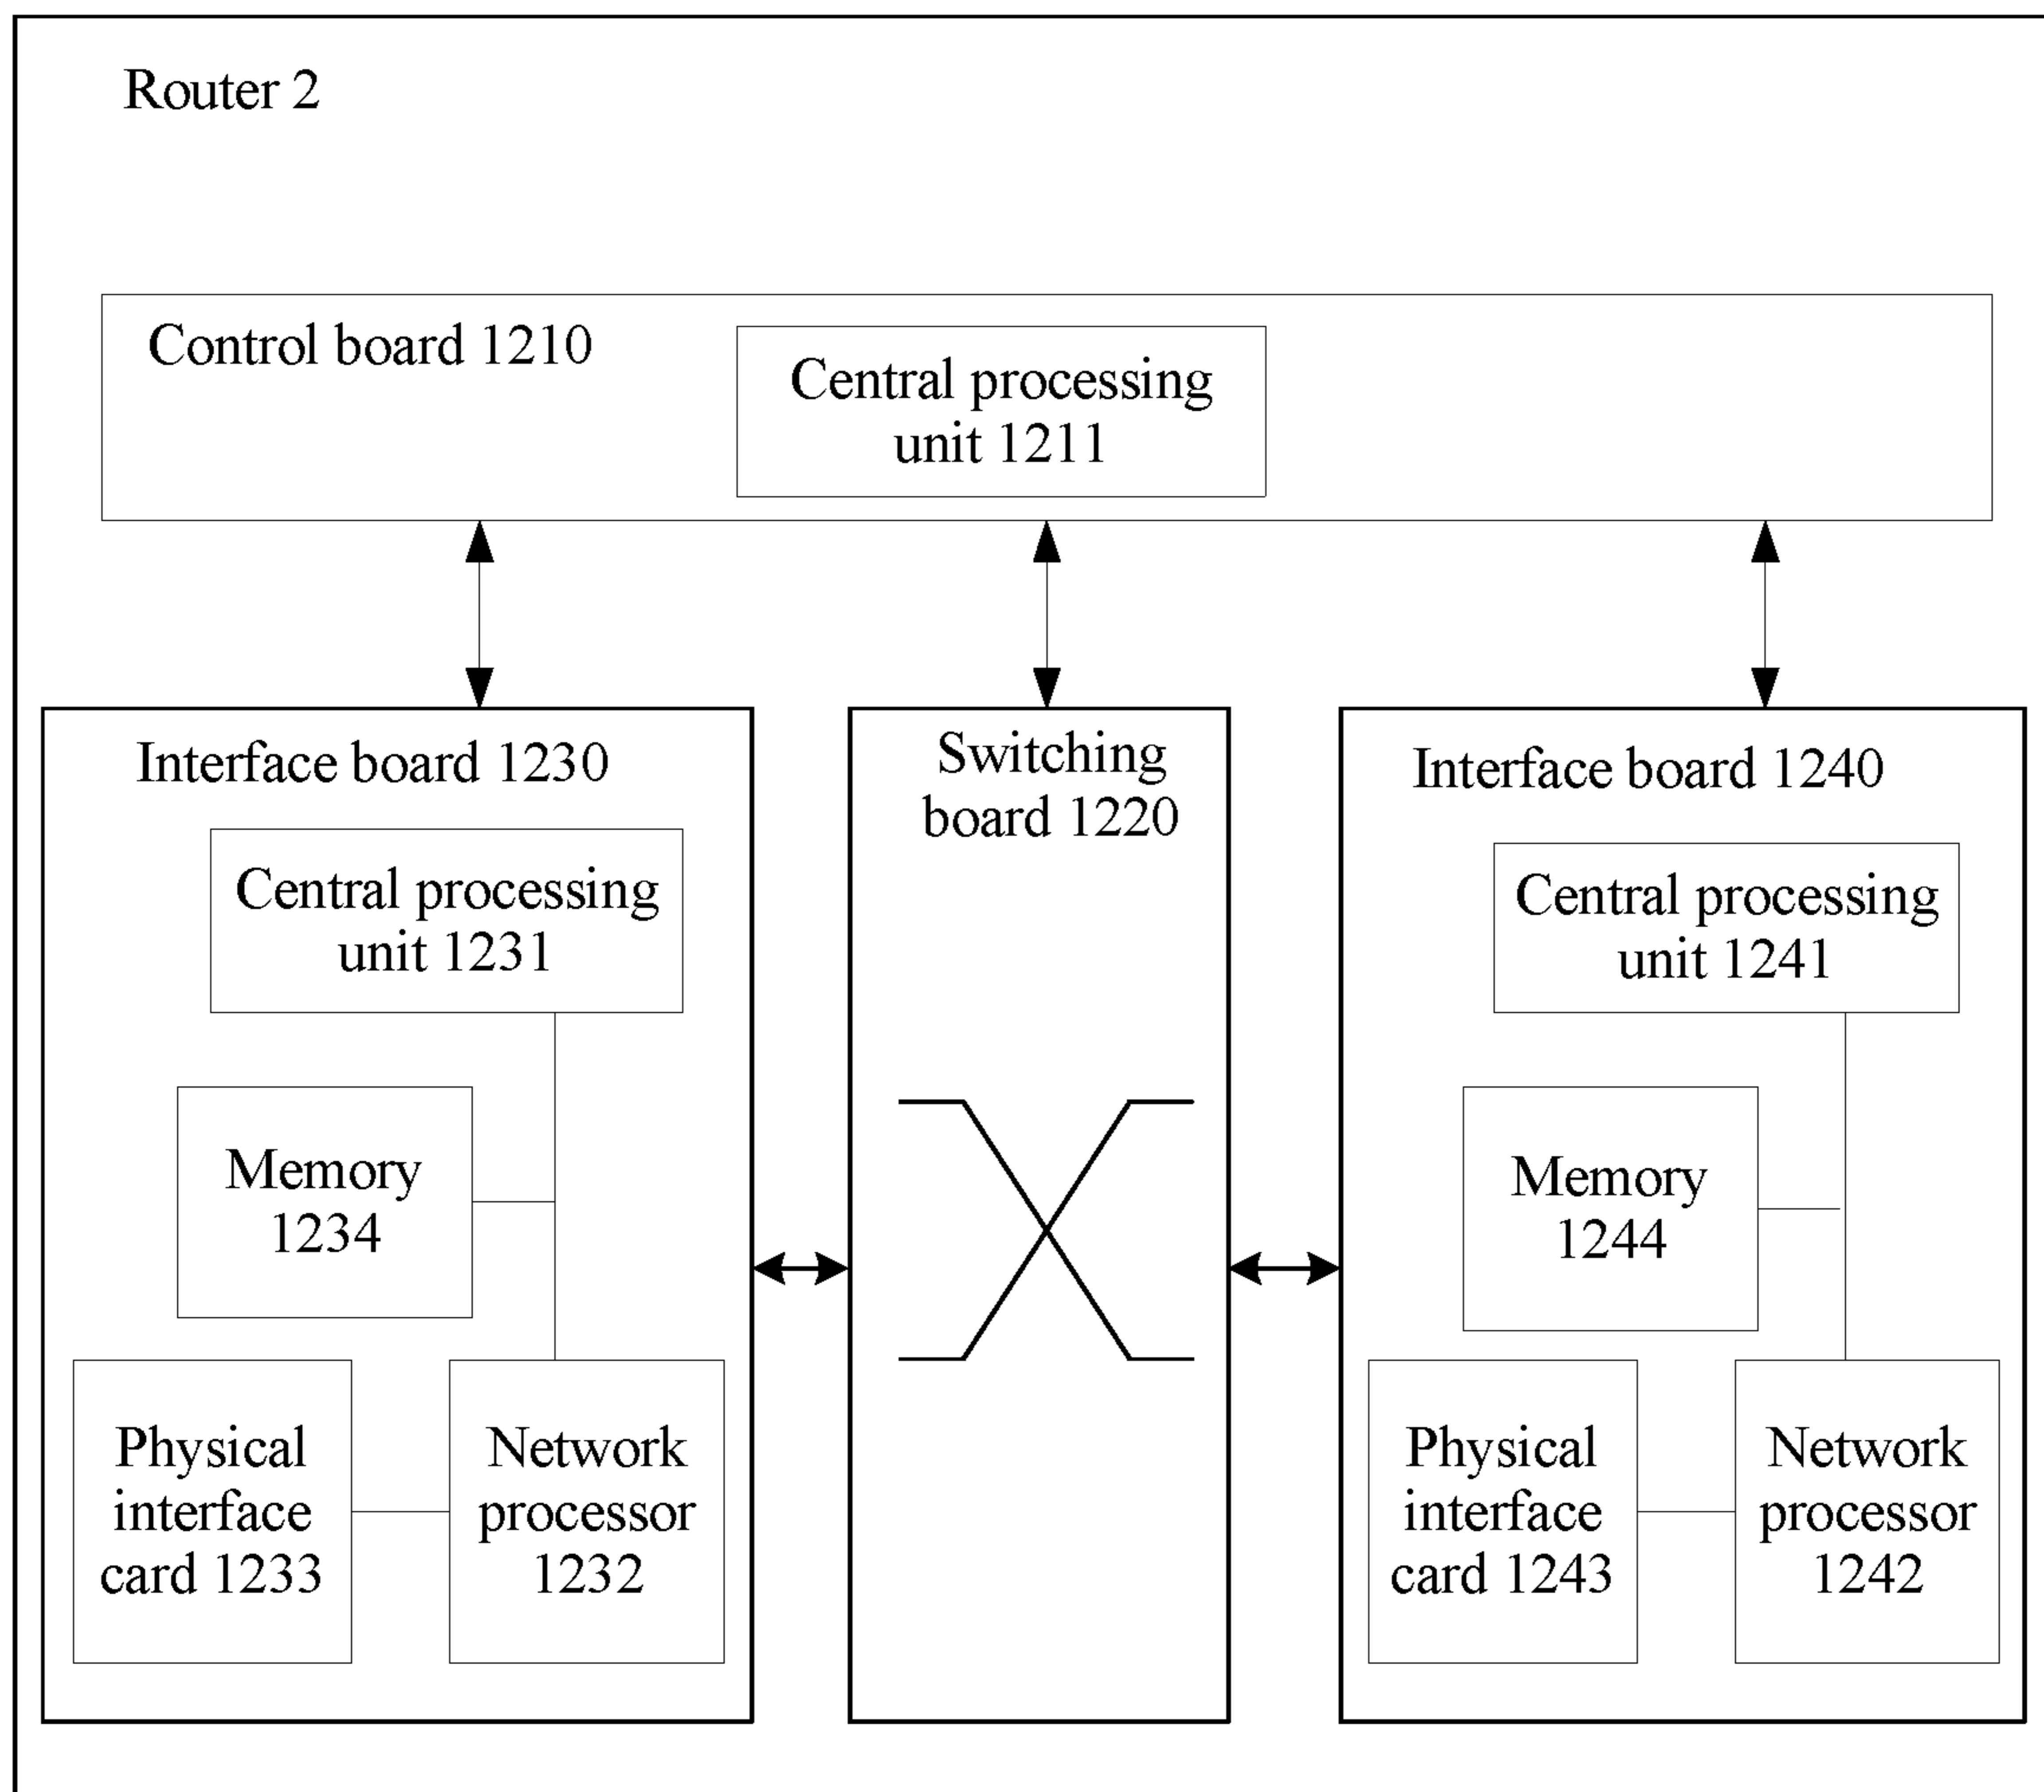 Router 2
Control board 1210
Central processing
unit 1211
Interface board 1230
Central processing
unit 1231
Memory
1234
Physical
interface
card 1233
Network
processor
1232
Switching
board 1220
Interface board 1240
Central processing
unit 1241
Memory
1244
Physical
interface
card 1243
Network
processor
1242